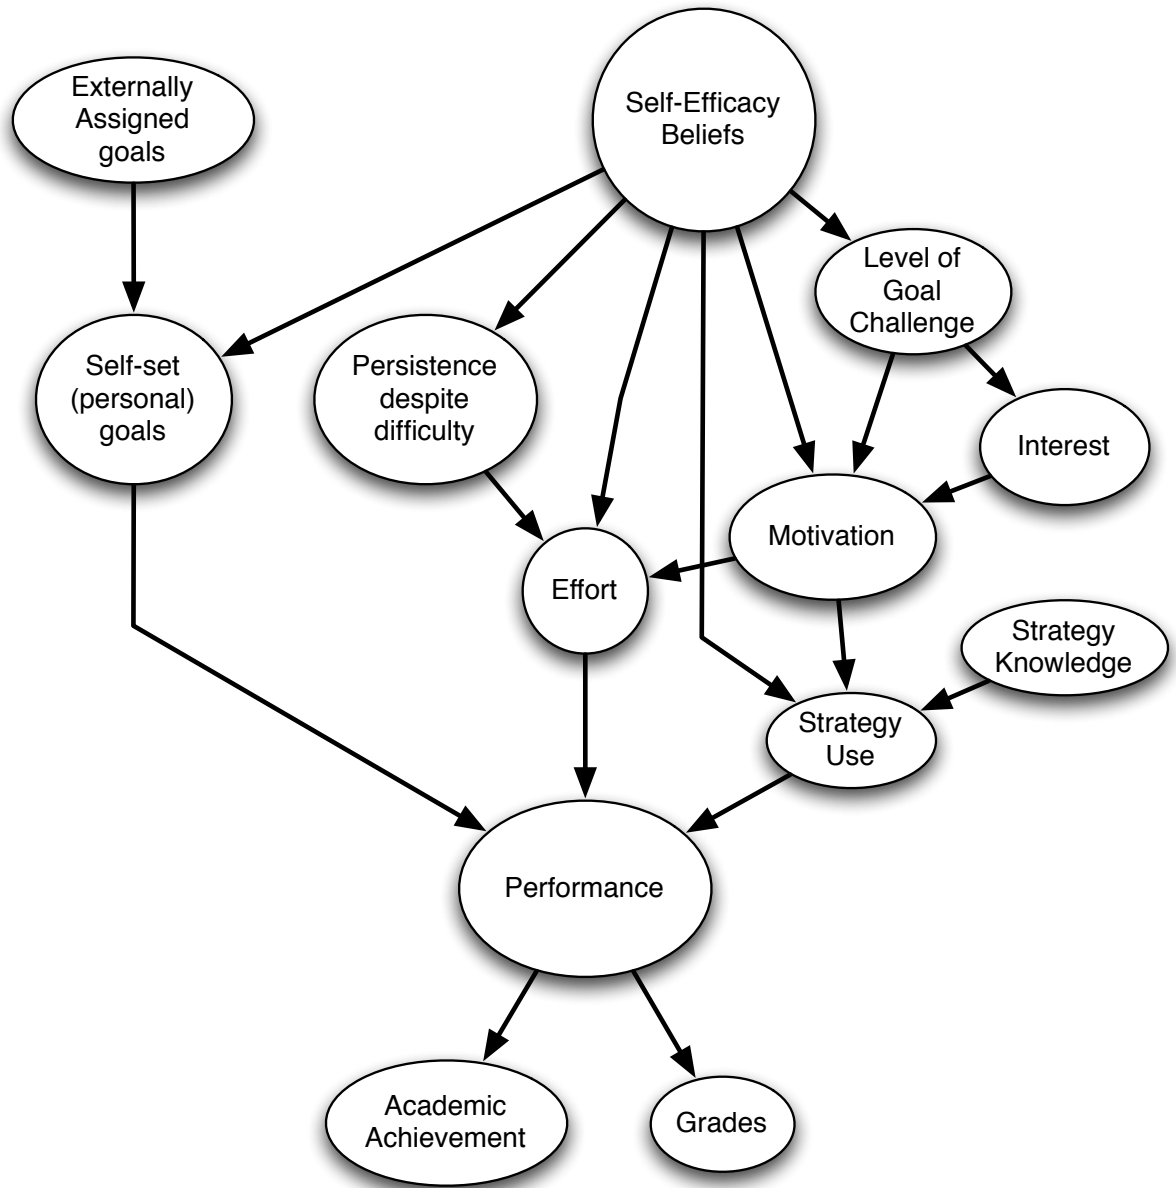 Externally
Assigned
goals
Self-Efficacy
Beliefs
Level of
Goal
Challenge
Self-set
(personal)
goals
Persistence
despite
difficulty
Interest
Motivation
Effort
Strategy
Knowledge
Strategy
Use
Performance
Academic
Achievement
Grades